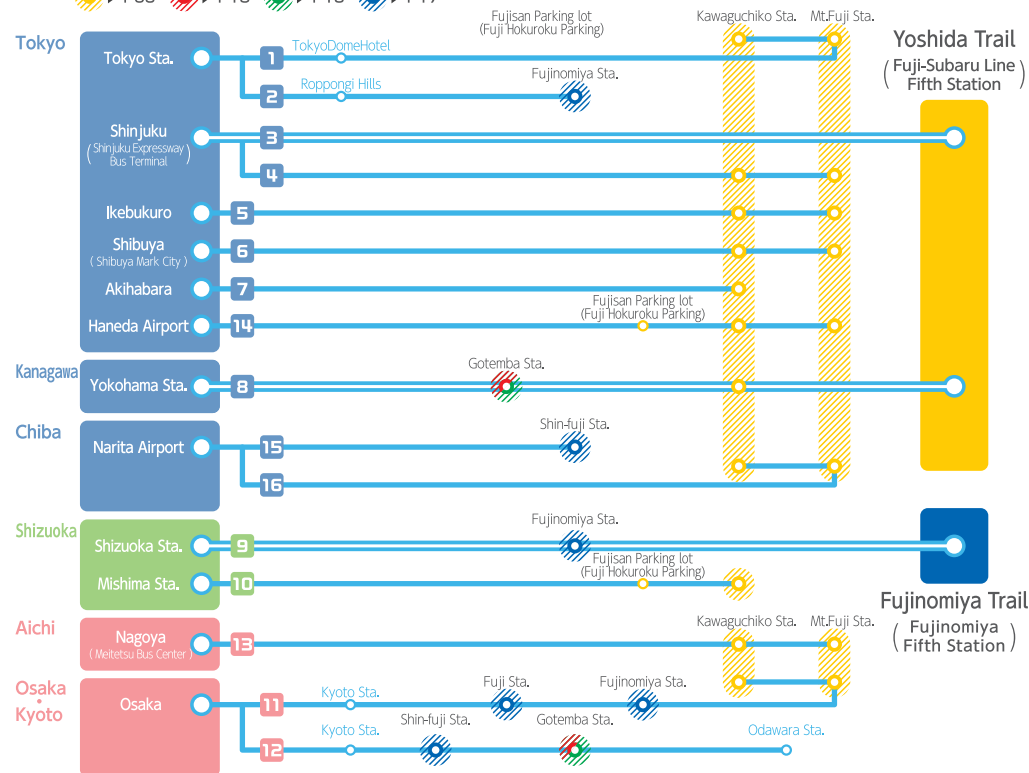 Fujisan Parking lot
(Fuji Hokuroku Parking)
Kawaguchiko Sta.
Mt.Fuji Sta.
Tokyo
Tokyo Sta.
1
TokyoDomeHotel
2
Roppongi Hills
Fujinomiya Sta.
Yoshida Trail
(Fuji-Subaru Line
Fifth Station)
Shinjuku
(Shinjuku Expressway
Bus Terminal)
3
4
Ikebukuro
5
Shibuya
(Shibuya Mark City)
6
Akihabara
7
Fujisan Parking lot
(Fuji Hokuroku Parking)
Haneda Airport
14
Kanagawa
Yokohama Sta.
8
Gotemba Sta.
Chiba
Narita Airport
15
Shin-fuji Sta.
16
Shizuoka
Shizuoka Sta.
9
Fujinomiya Sta.
Mishima Sta.
10
Fujisan Parking lot
(Fuji Hokuroku Parking)
Fujinomiya Trail
(Fujinomiya
Fifth Station)
Aichi
Nagoya
(Meitetsu Bus Center)
13
Kawaguchiko Sta.
Mt.Fuji Sta.
Osaka
・
Kyoto
Osaka
11
Kyoto Sta.
Fuji Sta.
Fujinomiya Sta.
12
Kyoto Sta.
Shin-fuji Sta.
Gotemba Sta.
Odawara Sta.